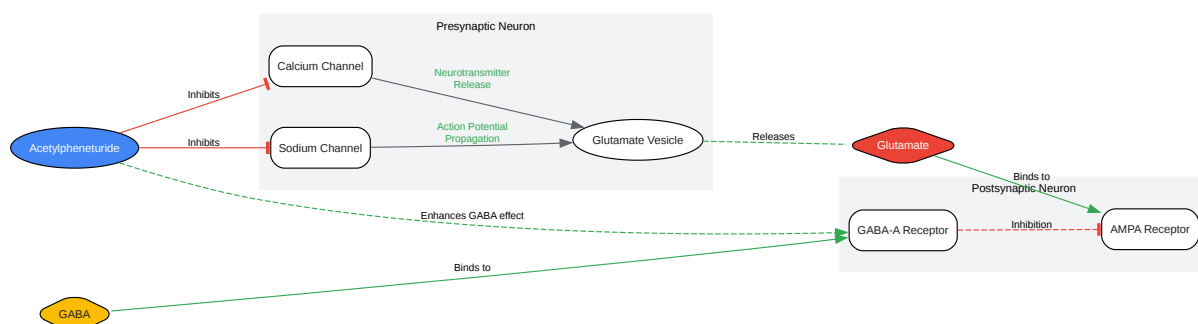 Presynaptic Neuron
Calcium Channel
Neurotransmitter
Release
Inhibits
Action Potential
Propagation
Acetylpheneturide
Inhibits
Sodium Channel
Glutamate Vesicle
Releases
Glutamate
Binds to
Postsynaptic Neuron
Enhances GABA effect
GABA-A Receptor
Inhibition
AMPA Receptor
Binds to
GABA